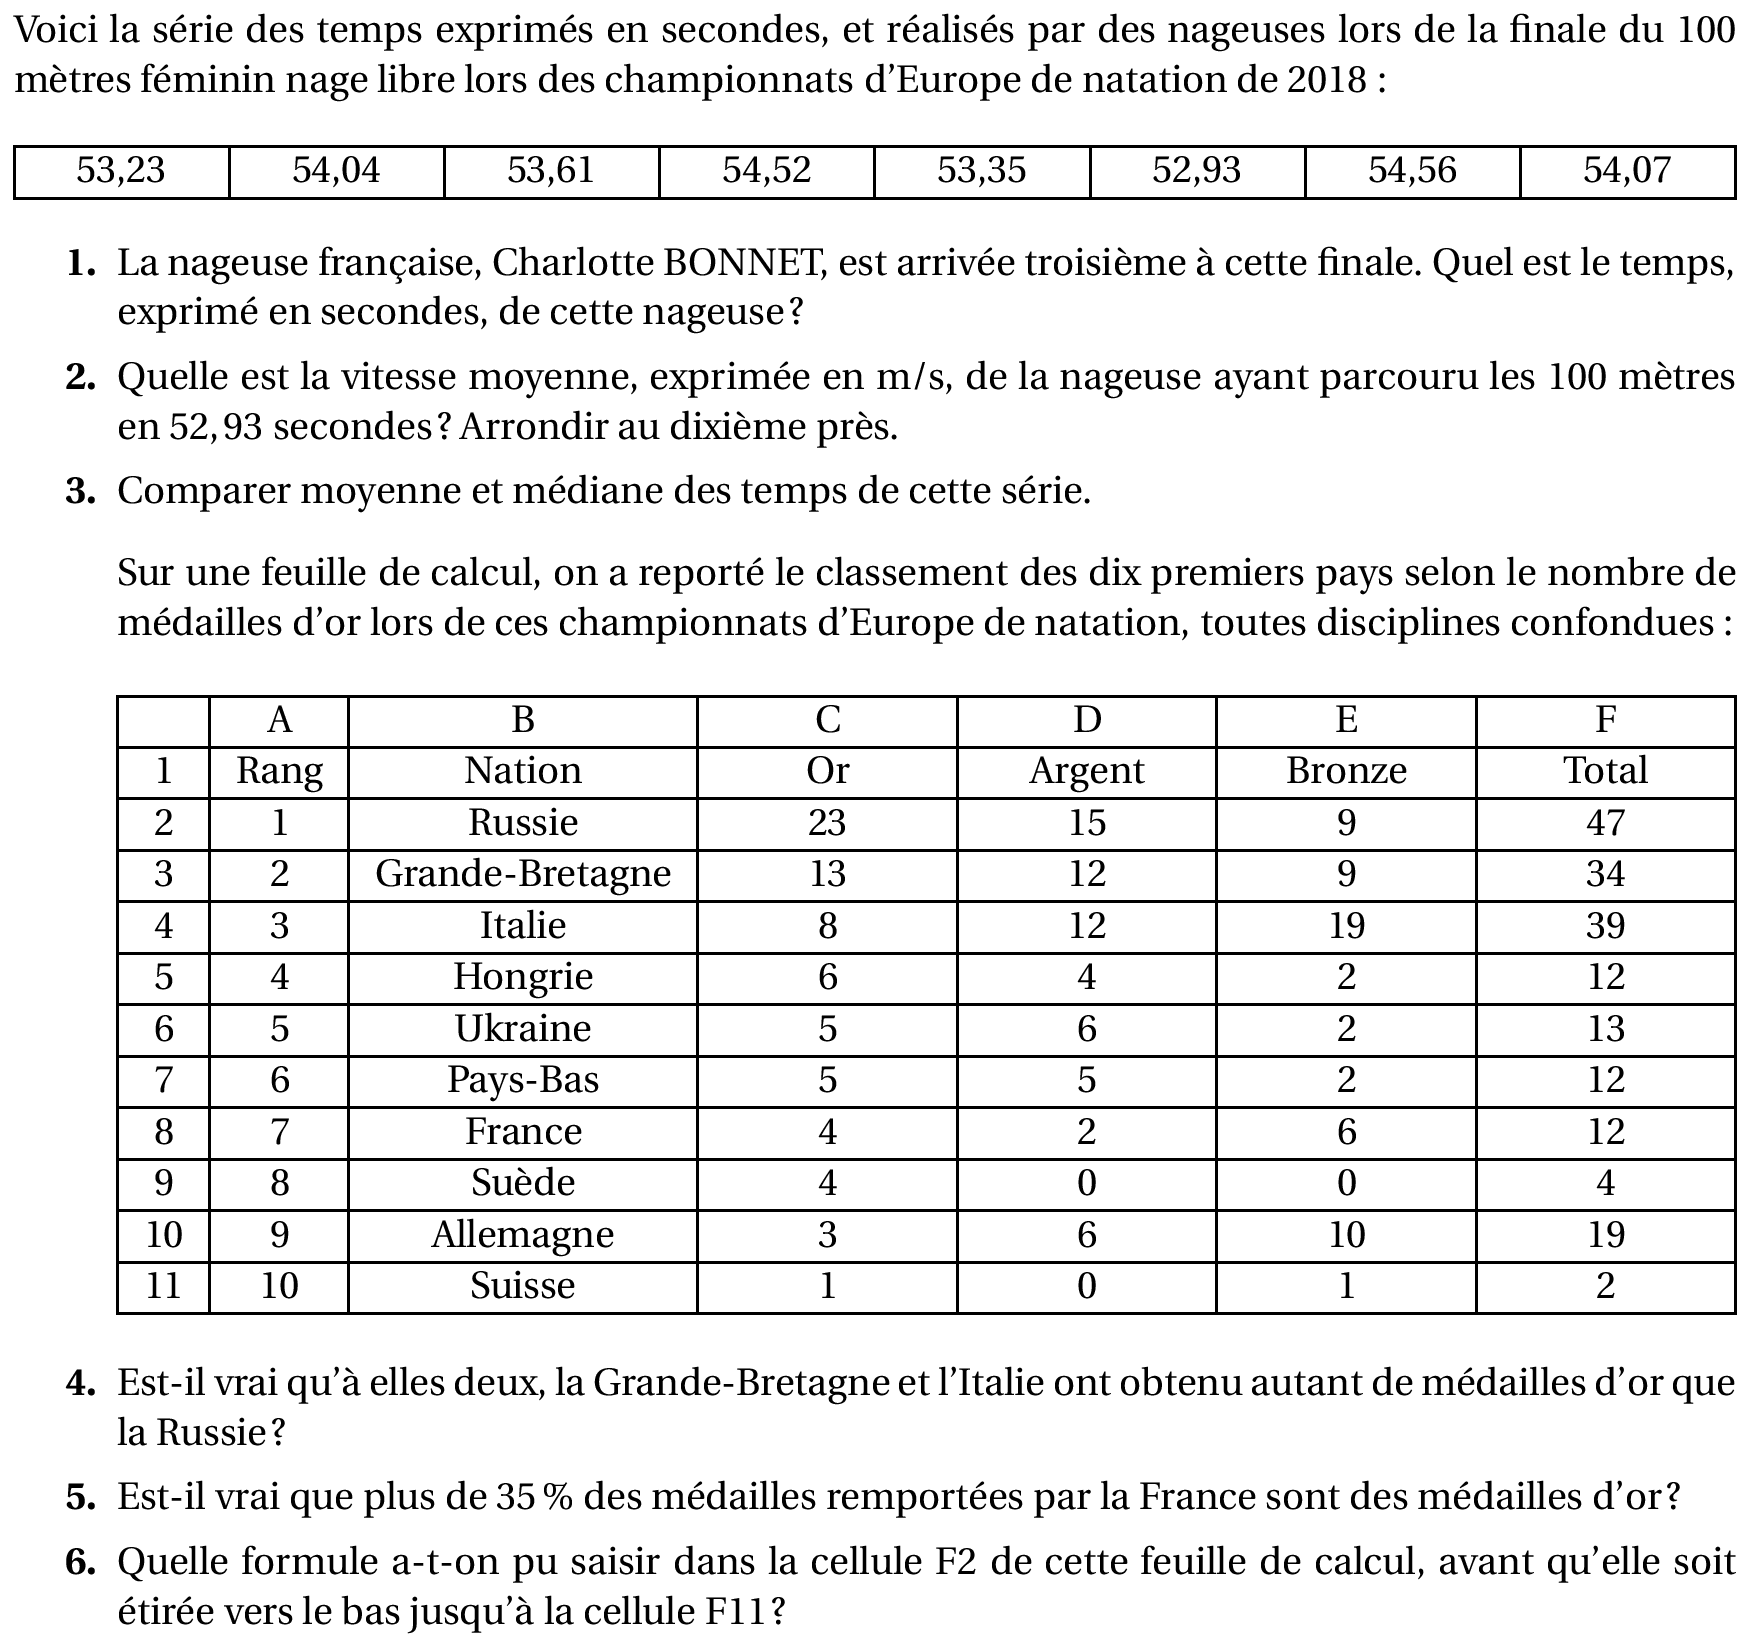 Voici la série des temps exprimés en secondes, et réalisés par des nageuses lors de la finale du 100
mètres féminin nage libre lors des championnats d'Europe de natation de 2018 :
53,23 54,04 53,61 54,52 53,35 52,93 54,56 54,07
1. La nageuse française, Charlotte BONNET, est arrivée troisième à cette finale. Quel est le temps,
exprimé en secondes, de cette nageuse ?
2. Quelle est la vitesse moyenne, exprimée en m/s, de la nageuse ayant parcouru les 100 mètres
en 52,93 secondes ? Arrondir au dixième près.
3. Comparer moyenne et médiane des temps de cette série.
Sur une feuille de calcul, on a reporté le classement des dix premiers pays selon le nombre de
médailles d'or lors de ces championnats d'Europe de natation, toutes disciplines confondues :
A B C D E F
1 Rang Nation Or Argent Bronze Total
2 1 Russie 23 15 9 47
3 2 Grande-Bretagne 13 12 9 34
4 3 Italie 8 12 19 39
5 4 Hongrie 6 4 2 12
6 5 Ukraine 5 6 2 13
7 6 Pays-Bas 5 5 2 12
8 7 France 4 2 6 12
9 8 Suède 4 0 0 4
10 9 Allemagne 3 6 10 19
11 10 Suisse 1 0 1 2
4. Est-il vrai qu'à elles deux, la Grande-Bretagne et l'Italie ont obtenu autant de médailles d'or que
la Russie ?
5. Est-il vrai que plus de 35 % des médailles remportées par la France sont des médailles d'or ?
6. Quelle formule a-t-on pu saisir dans la cellule F2 de cette feuille de calcul, avant qu'elle soit
étirée vers le bas jusqu'à la cellule F11 ?